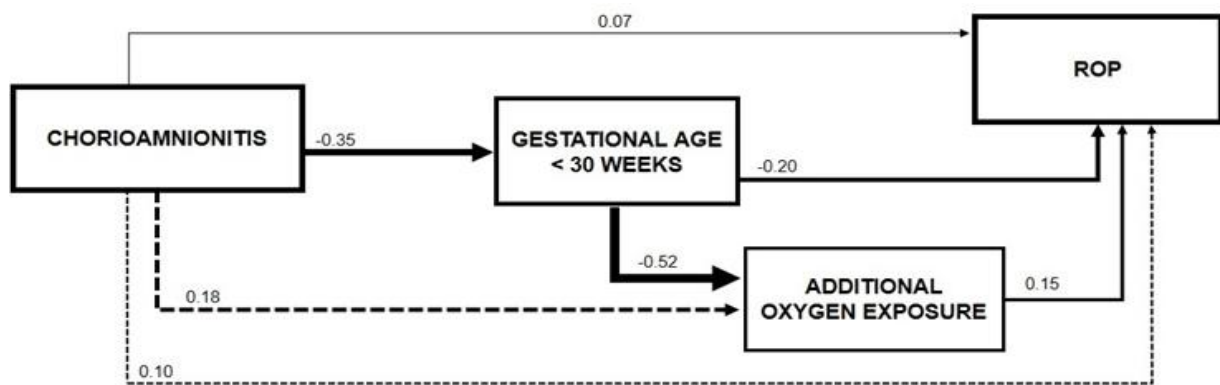 0.07
ROP
CHORIOAMNIONITIS
-0.35
GESTATIONAL AGE
< 30 WEEKS
-0.20
-0.52
ADDITIONAL
OXYGEN EXPOSURE
0.15
0.18
0.10